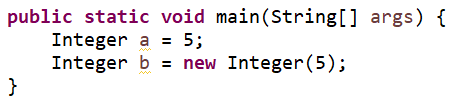 public static void main(String[] args) {
    Integer a = 5;
    Integer b = new Integer(5);
}